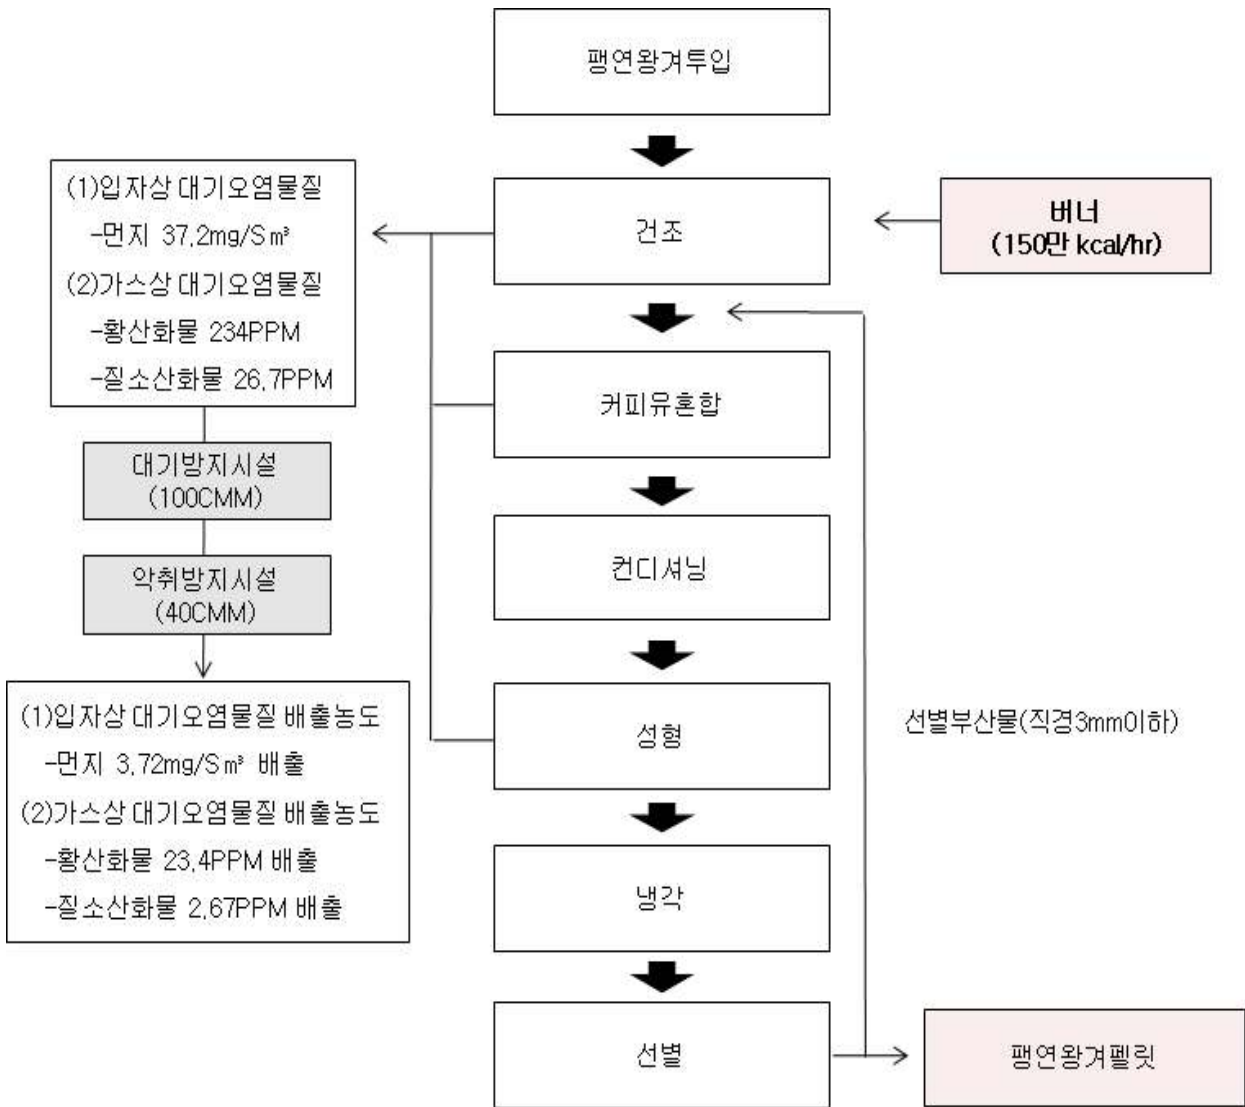 팽연왕겨투입
(1)입자상 대기오염물질
-먼지 37,2mg/Sm³
(2)가스상 대기오염물질
-황산화물 234PPM
-질소산화물 26,7PPM
건조
버너
(150만 kcal/hr)
커피유혼합
대기방지시설
(100CMM)
컨디셔닝
악취방지시설
(40CMM)
(1)입자상 대기오염물질 배출농도
-먼지 3,72mg/Sm³ 배출
(2)가스상 대기오염물질 배출농도
-황산화물 23,4PPM 배출
-질소산화물 2,67PPM 배출
성형
선별부산물(직경3mm이하)
냉각
선별
팽연왕겨펠릿